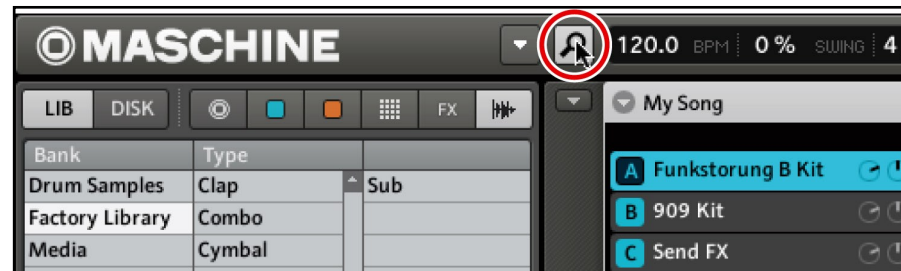 MASCHINE
120.0 BPM 0 % SWING 4
LIB DISK FX
My Song
Bank Type
Drum Samples Clap Sub
Factory Library Combo
Media Cymbal
A Funkstorung B Kit
B 909 Kit
C Send FX